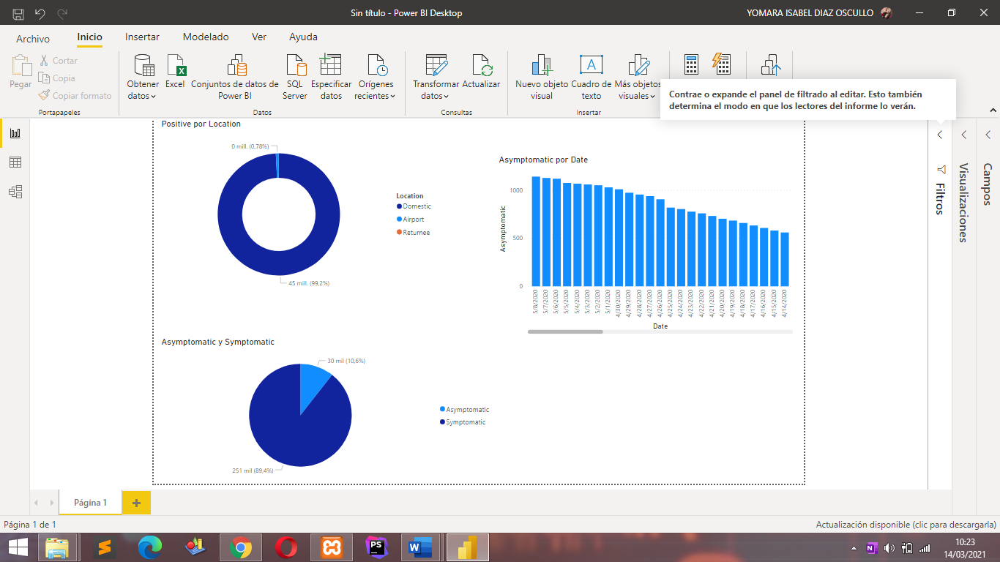 Sin título - Power BI Desktop
YOMARA ISABEL DIAZ OSCULLO
Archivo
Inicio
Insertar
Modelado
Ver
Ayuda
Pegar
Cortar
Copia
Copiar formato
Portapapeles
Obtener datos
Excel
Conjuntos de datos de Power BI
SQL Server
Especificar datos
Orígenes recientes
Datos
Transformar datos
Actualizar
Consultas
Nuevo objeto visual
Cuadro de texto
Más objetos visuales
Insertar
Contrae o expande el panel de filtrado al editar. Esto también
determina el modo en que los lectores del informe lo verán.
Filtros
Visualizaciones
Campos
Positive por Location
0 mill. (0,78%)
45 mill. (99,2%)
Location
Domestic
Airport
Returnee
Asymptomatic por Date
Asymptomatic
1000
500
0
5/8/2020
5/7/2020
5/6/2020
5/5/2020
5/4/2020
5/3/2020
5/2/2020
5/1/2020
4/30/2020
4/29/2020
4/28/2020
4/27/2020
4/26/2020
4/25/2020
4/24/2020
4/23/2020
4/22/2020
4/21/2020
4/20/2020
4/19/2020
4/18/2020
4/17/2020
4/16/2020
4/15/2020
4/14/2020
Date
Asymptomatic y Symptomatic
30 mil (10,6%)
251 mil (89,4%)
Asymptomatic
Symptomatic
Página 1
Página 1 de 1
Actualización disponible (clic para descargarla)
10:23
14/03/2021